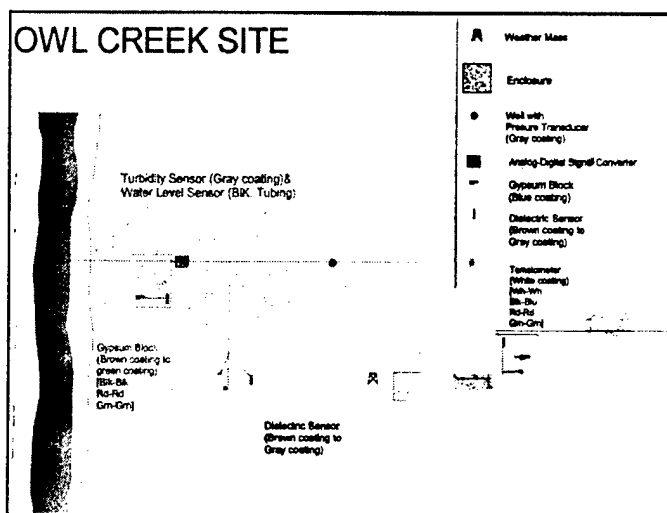 OWL CREEK SITE
Weather Mass
Enclosure
Well with
Presure Transducer
(Gray coating)
Analog-Digital Signal Converter
Gypsum Block
(Blue coating)
Dielectric Sensor
(Brown coating to
Gray coating)
Tensiometer
(White coating)
[Wh-Wh
Blk-Blu
Rd-Rd
Grn-Grn]
Turbidity Sensor (Gray coating)&
Water Level Sensor (Blk. Tubing)
Gypsum Block
(Brown coating to
green coating)
[Blk-Blk
Rd-Rd
Grn-Grn]
Dielectric Sensor
(Brown coating to
Gray coating)